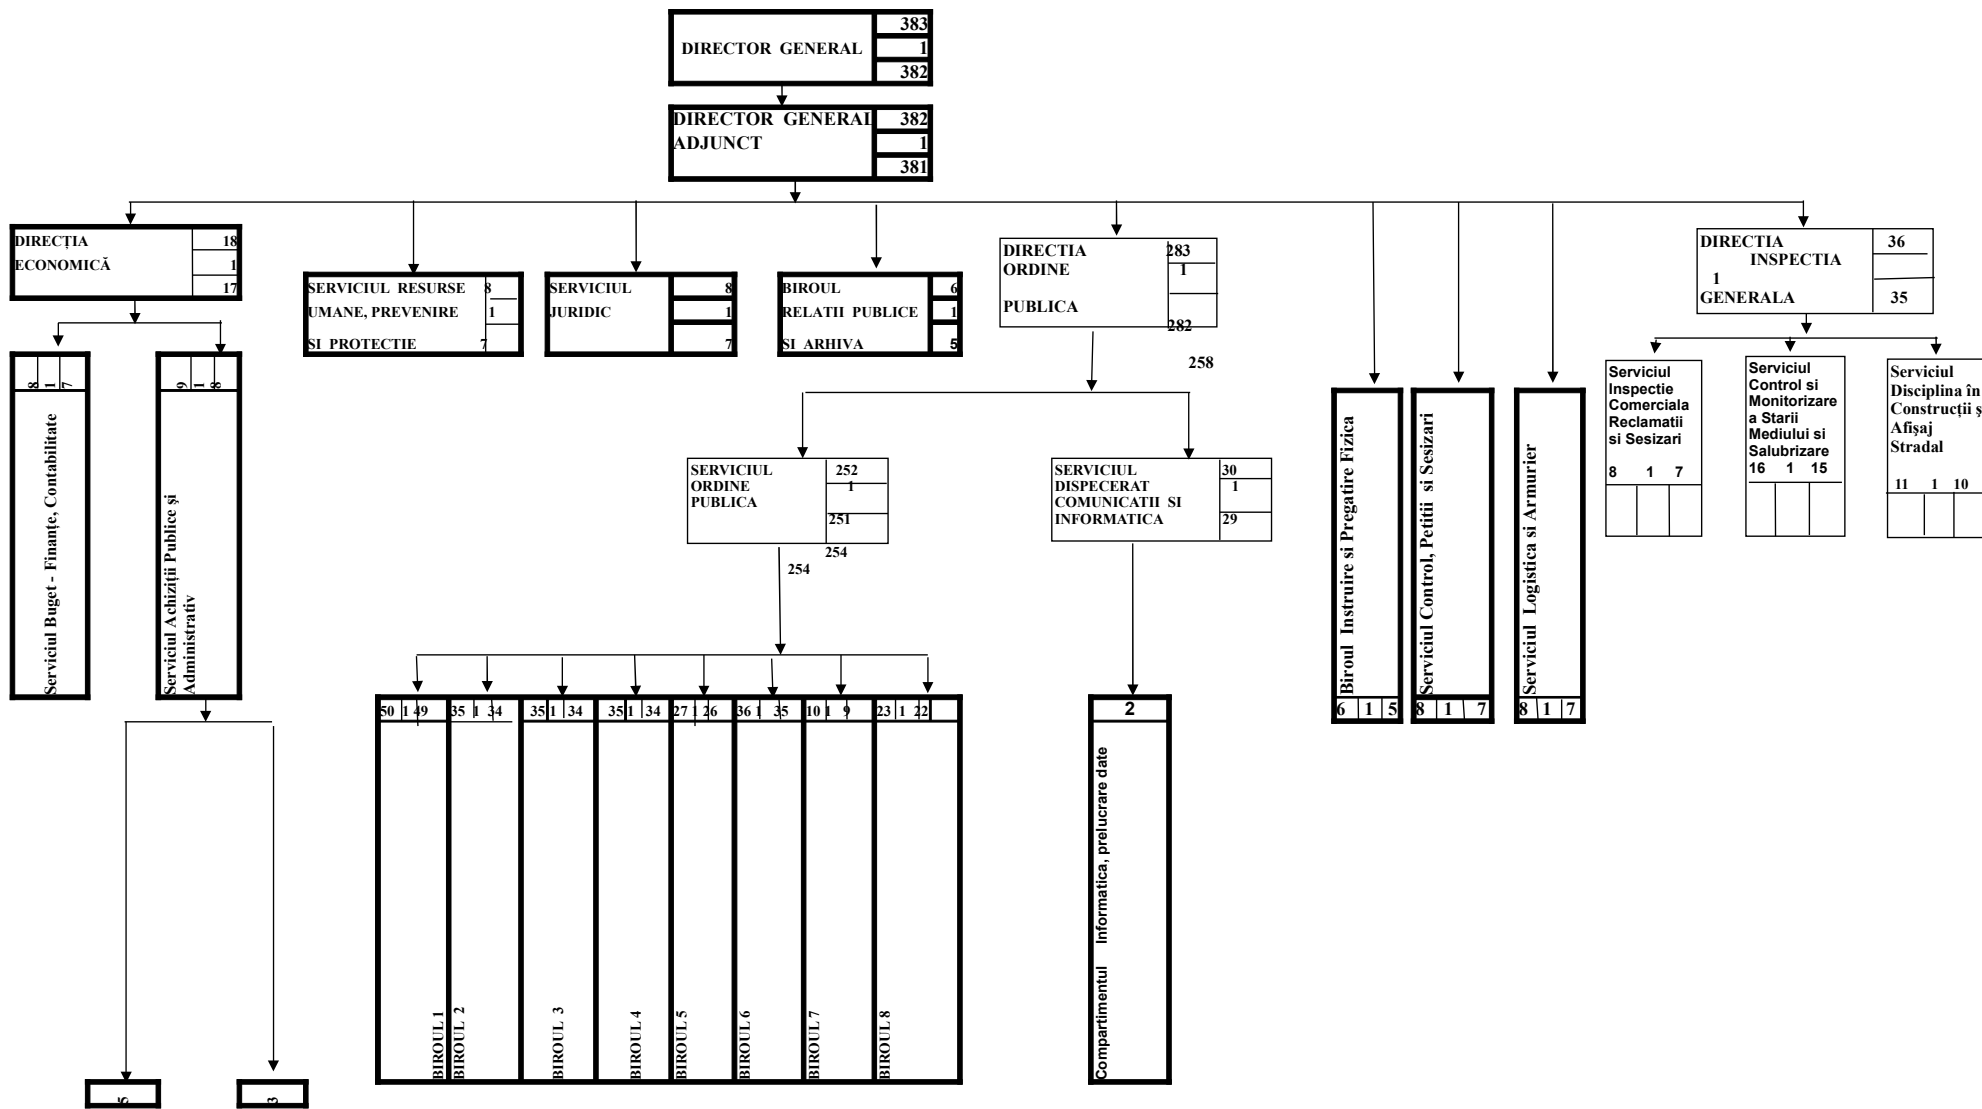 383
DIRECTOR GENERAL 1
382
DIRECTOR GENERAL 382
ADJUNCT 1
381
DIRECȚIA 18
ECONOMICĂ 1
17
SERVICIUL RESURSE 8
UMANE, PREVENIRE 1
SI PROTECTIE 7
SERVICIUL 8
JURIDIC 1
7
BIROUL 6
RELATII PUBLICE 1
SI ARHIVA 5
DIRECTIA 283
ORDINE 1
PUBLICA
282
258
DIRECTIA 36
INSPECTIA
1
GENERALA 35
8 1 7
Serviciul Buget - Finanțe, Contabilitate
9 1 8
Serviciul Achiziții Publice și
Administrativ
5
3
SERVICIUL 252
ORDINE 1
PUBLICA
251
254
254
SERVICIUL 30
DISPECERAT 1
COMUNICATII SI
INFORMATICA 29
50 1 49
BIROUL 1
35 1 34
BIROUL 2
35 1 34
BIROUL 3
35 1 34
BIROUL 4
27 1 26
BIROUL 5
36 1 35
BIROUL 6
10 1 9
BIROUL 7
23 1 22
BIROUL 8
2
Compartimentul Informatica, prelucrare date
Biroul Instruire si Pregatire Fizica
6 1 5
Serviciul Control, Petitii si Sesizari
8 1 7
Serviciul Logistica si Armurier
8 1 7
Serviciul
Inspectie
Comerciala
Reclamatii
si Sesizari
8 1 7
Serviciul
Control si
Monitorizare
a Starii
Mediului si
Salubrizare
16 1 15
Serviciul
Disciplina în
Construcții ș
Afișaj
Stradal
11 1 10